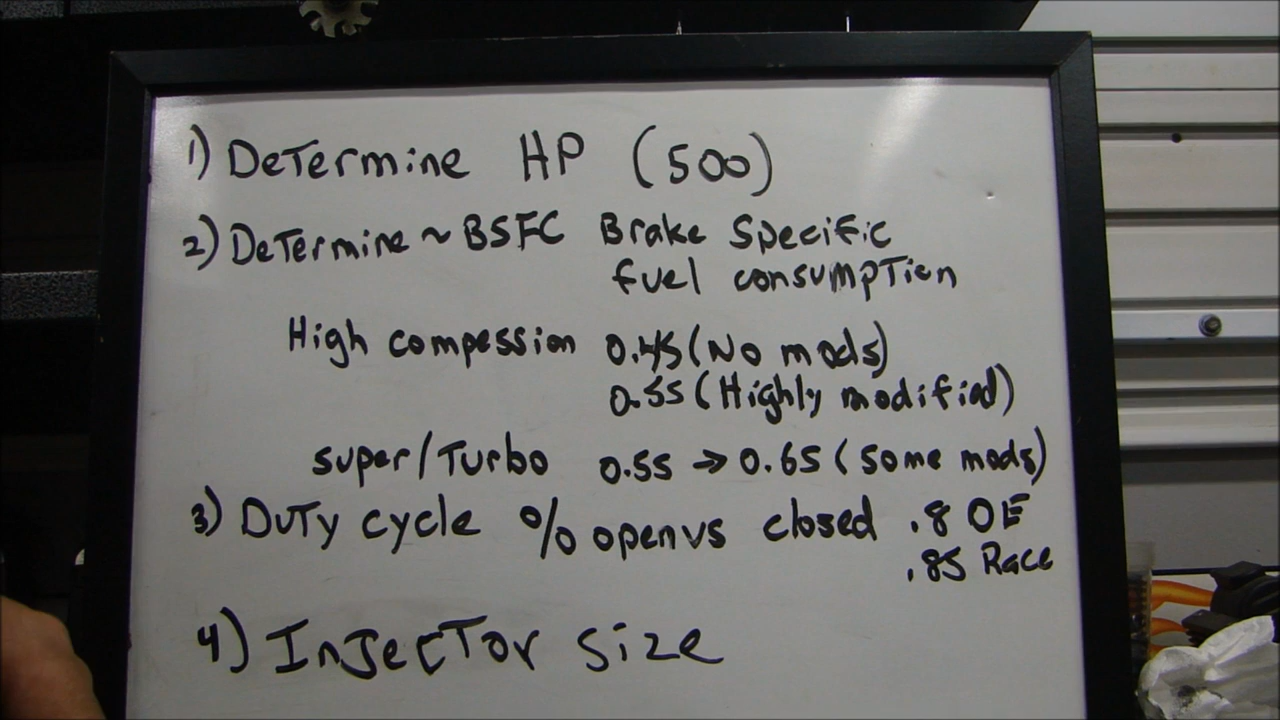 1) Determine HP (500)
2) Determine ~ BSFC Brake Specific
fuel consumption
High compession 0.45 (No mods)
0.55 (Highly modified)
super/Turbo 0.55 → 0.65 (some mods)
3) Duty cycle % open vs closed .8 OE
.85 Race
4) Injector size